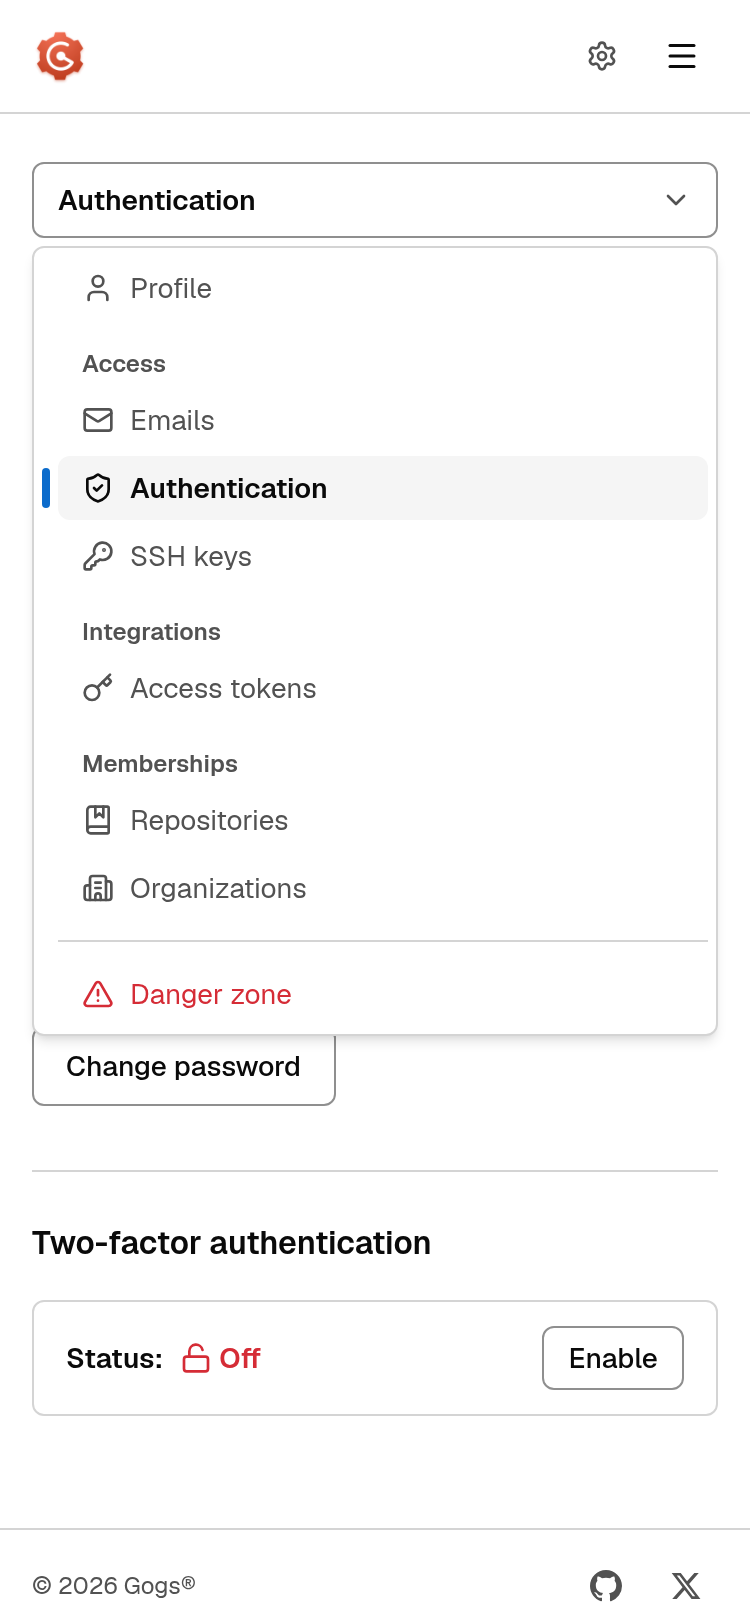 Authentication
Profile
Access
Emails
Authentication
SSH keys
Integrations
Access tokens
Memberships
Repositories
Organizations
Danger zone
Change password
Two-factor authentication
Status: Off
Enable
© 2026 Gogs®